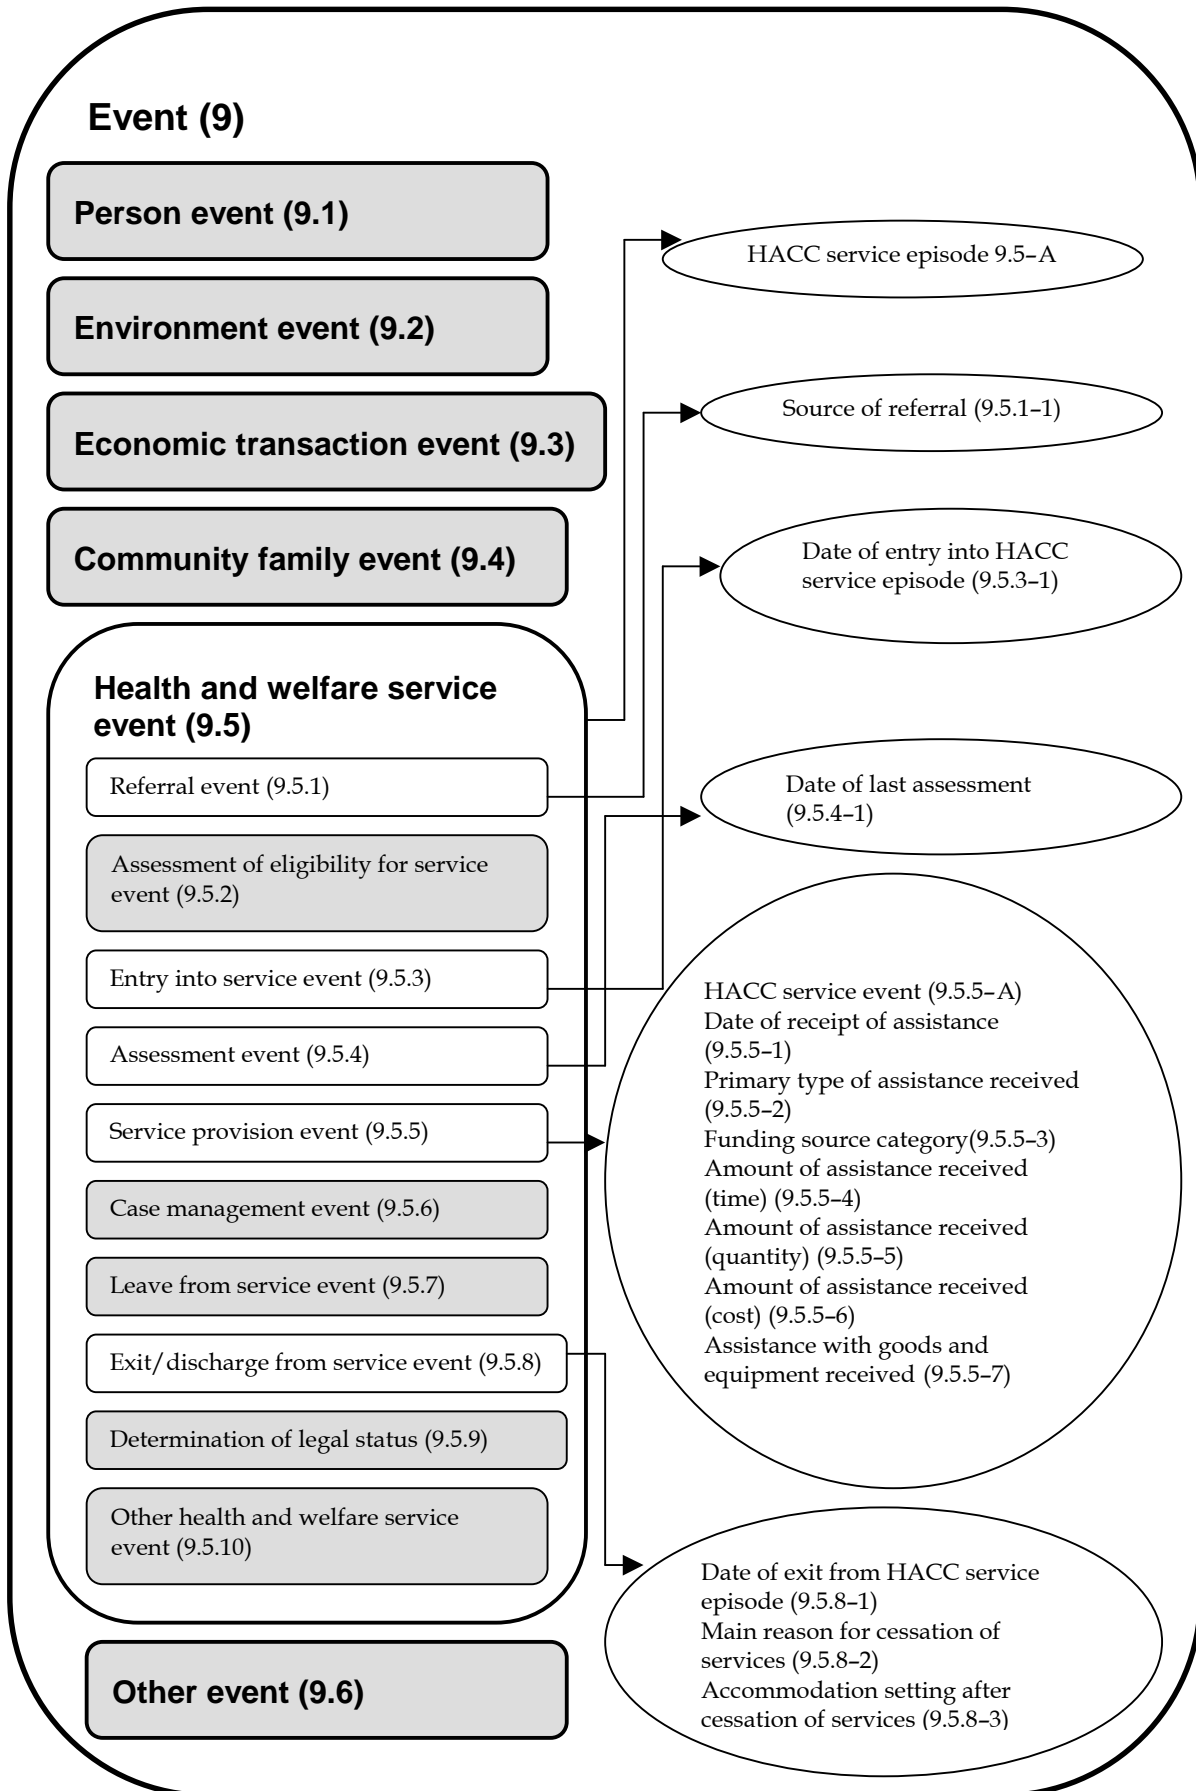 Event (9)
Person event (9.1)
Environment event (9.2)
Economic transaction event (9.3)
Community family event (9.4)
Health and welfare service
event (9.5)
Referral event (9.5.1)
Assessment of eligibility for service
event (9.5.2)
Entry into service event (9.5.3)
Assessment event (9.5.4)
Service provision event (9.5.5)
Case management event (9.5.6)
Leave from service event (9.5.7)
Exit/discharge from service event (9.5.8)
Determination of legal status (9.5.9)
Other health and welfare service
event (9.5.10)
Other event (9.6)
HACC service episode 9.5–A
Source of referral (9.5.1–1)
Date of entry into HACC
service episode (9.5.3–1)
Date of last assessment
(9.5.4–1)
HACC service event (9.5.5–A)
Date of receipt of assistance
(9.5.5–1)
Primary type of assistance received
(9.5.5–2)
Funding source category(9.5.5–3)
Amount of assistance received
(time) (9.5.5–4)
Amount of assistance received
(quantity) (9.5.5–5)
Amount of assistance received
(cost) (9.5.5–6)
Assistance with goods and
equipment received (9.5.5–7)
Date of exit from HACC service
episode (9.5.8–1)
Main reason for cessation of
services (9.5.8–2)
Accommodation setting after
cessation of services (9.5.8–3)